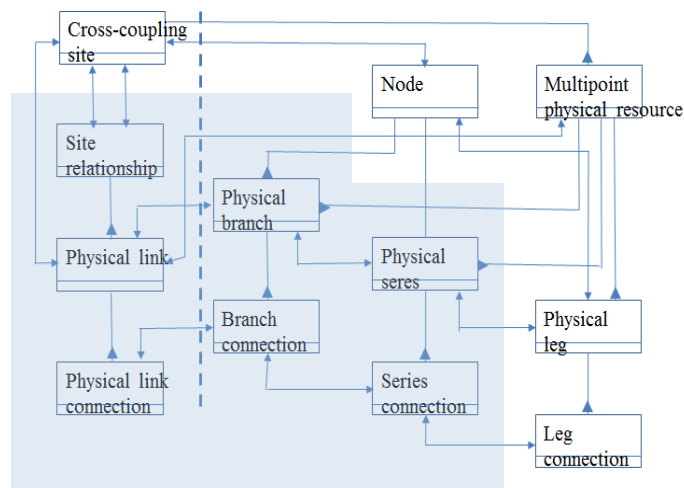 Cross-coupling
site
Node
Multipoint
physical resource
Site
relationship
Physical
branch
Physical link
Physical
seres
Branch
connection
Physical
leg
Physical link
connection
Series
connection
Leg
connection